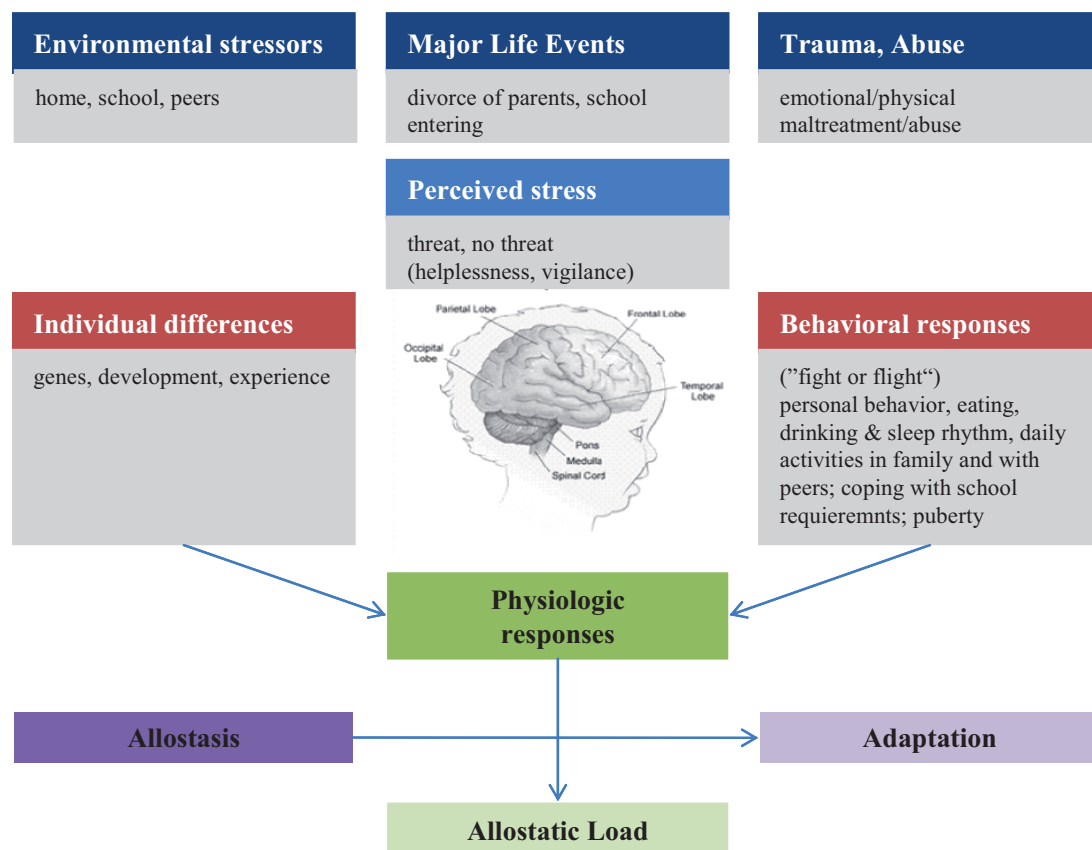 Environmental stressors
home, school, peers
Major Life Events
divorce of parents, school
entering
Trauma, Abuse
emotional/physical
maltreatment/abuse
Perceived stress
threat, no threat
(helplessness, vigilance)
Individual differences
genes, development, experience
Parietal Lobe
Frontal Lobe
Occipital
Lobe
Temporal
Lobe
Pons
Medulla
Spinal Cord
Behavioral responses
(”fight or flight“)
personal behavior, eating,
drinking & sleep rhythm, daily
activities in family and with
peers; coping with school
requieremnts; puberty
Physiologic
responses
Allostasis
Adaptation
Allostatic Load